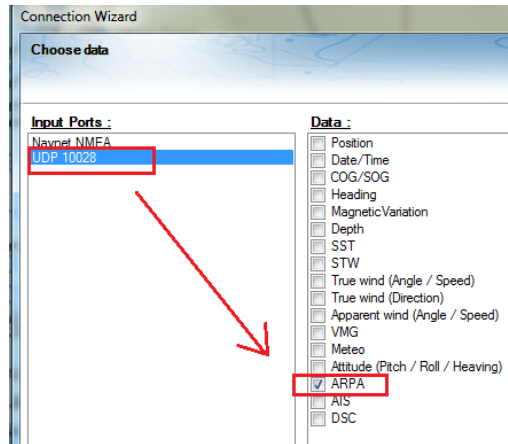 Connection Wizard
Choose data
Input Ports :
Navnet NMEA
UDP 10028
Data :
Position
Date/Time
COG/SOG
Heading
MagneticVariation
Depth
SST
STW
True wind (Angle / Speed)
True wind (Direction)
Apparent wind (Angle / Speed)
VMG
Meteo
Attitude (Pitch / Roll / Heaving)
ARPA
AIS
DSC